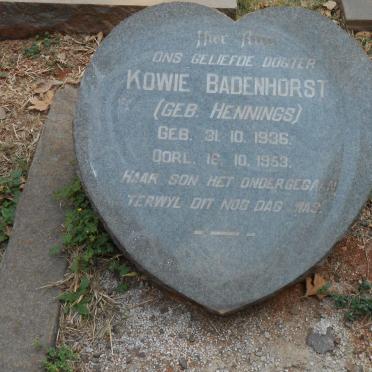 Hier Rus
ONS GELIEFDE DOGTER
KOWIE BADENHORST
(GEB. HENNINGS)
GEB. 31.10.1936.
OORL. 16.10.1953.
HAAR SON HET ONDERGEGAAN
TERWYL DIT NOG DAG WAS.